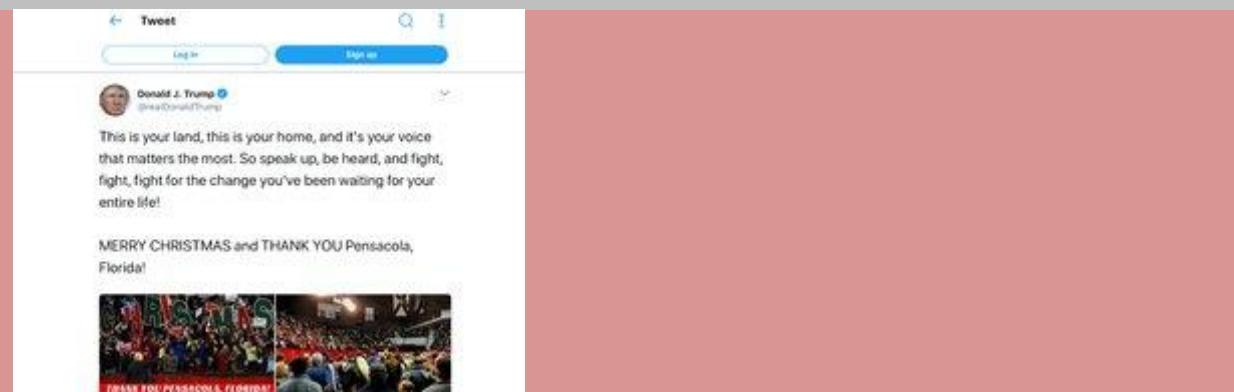 Tweet
Log in
Sign up
Donald J. Trump
@realDonaldTrump
This is your land, this is your home, and it's your voice
that matters the most. So speak up, be heard, and fight,
fight, fight for the change you've been waiting for your
entire life!
MERRY CHRISTMAS and THANK YOU Pensacola,
Florida!
THANK YOU PENSACOLA, FLORIDA!